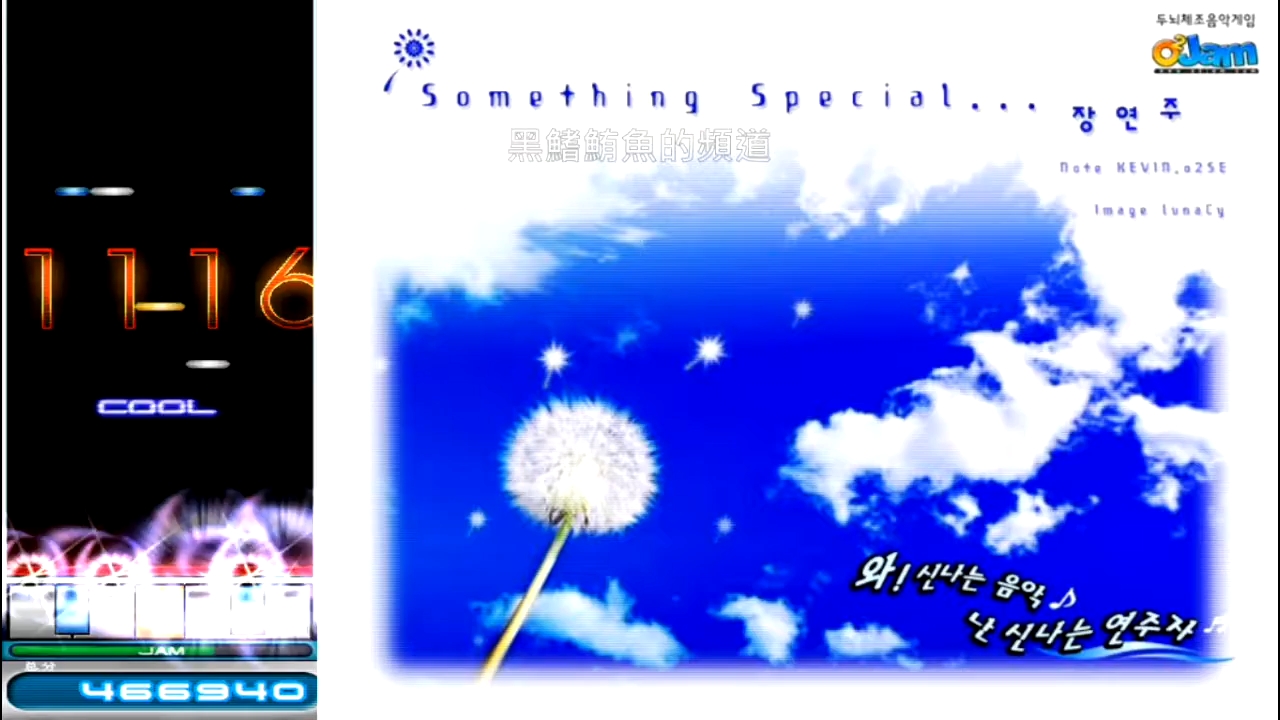 1116
COOL
JAM
总分
466940
두뇌체조음악게임
O2Jam
Something Special...
장연주
黑鰭鮪魚的頻道
Note KEVIN,o2SE
Image lunaCy
와! 신나는 음악♪
난 신나는 연주자♬